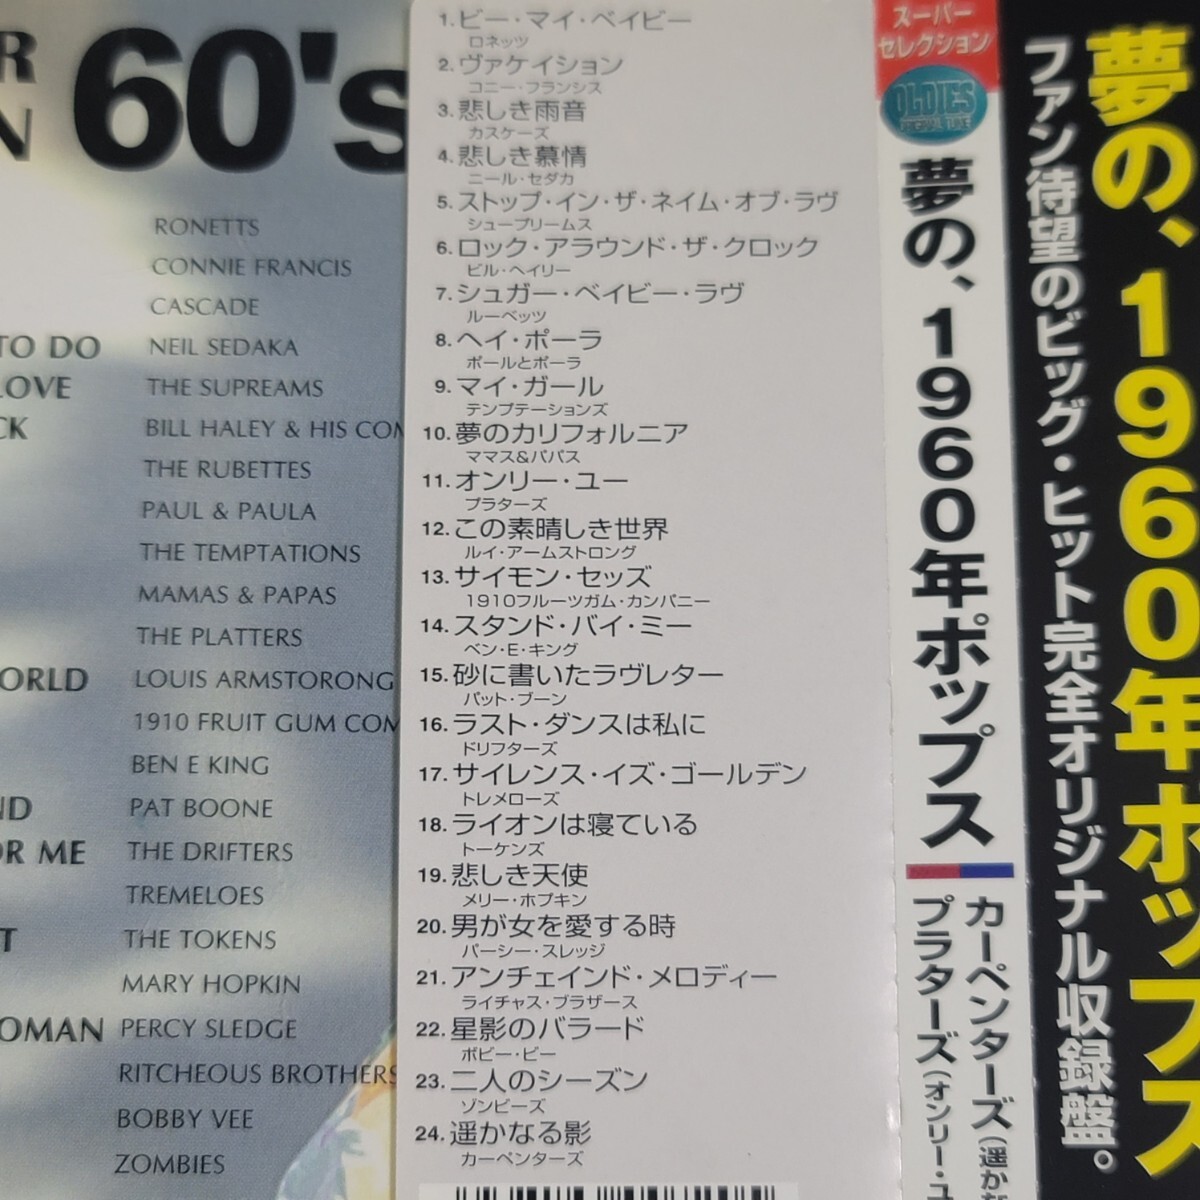 60's
RONETTS
CONNIE FRANCIS
CASCADE
TO DO NEIL SEDAKA
LOVE THE SUPREAMS
BILL HALEY & HIS
THE RUBETTES
PAUL & PAULA
THE TEMPTATIONS
MAMAS & PAPAS
THE PLATTERS
LOUIS ARMSTORONG
1910 FRUIT GUM
BEN E KING
PAT BOONE
ME THE DRIFTERS
TREMELOES
THE TOKENS
MARY HOPKIN
PERCY SLEDGE
RITCHEOUS BROTHERS
BOBBY VEE
ZOMBIES
1.ビー・マイ・ベイビー
ロネッツ
2.ヴァケイション
コニー・フランシス
3.悲しき雨音
カスケーズ
4.悲しき慕情
ニール・セダカ
5.ストップ・イン・ザ・ネイム・オブ・ラヴ
シュープリームス
6.ロック・アラウンド・ザ・クロック
ビル・ヘイリー
7.シュガー・ベイビー・ラヴ
ルーベッツ
8.ヘイ・ポーラ
ポールとポーラ
9.マイ・ガール
テンプテーションズ
10.夢のカリフォルニア
ママス&パパス
11.オンリー・ユー
プラターズ
12.この素晴しき世界
ルイ・アームストロング
13.サイモン・セッズ
1910フルーツガム・カンパニー
14.スタンド・バイ・ミー
ベン・E・キング
15.砂に書いたラヴレター
パット・ブーン
16.ラスト・ダンスは私に
ドリフターズ
17.サイレンス・イズ・ゴールデン
トレメローズ
18.ライオンは寝ている
トーケンズ
19.悲しき天使
メリー・ホプキン
20.男が女を愛する時
パーシー・スレッジ
21.アンチェインド・メロディー
ライチャス・ブラザース
22.星影のバラード
ボビー・ビー
23.二人のシーズン
ゾンビーズ
24.遥かなる影
カーペンターズ
スーパー
セレクション
OLDIES
夢の、1960年ポップス
カーペンターズ(遥か
プラターズ(オンリー・ユ
夢の、1960年ポップス
ファン待望のビッグ・ヒット完全オリジナル収録盤。